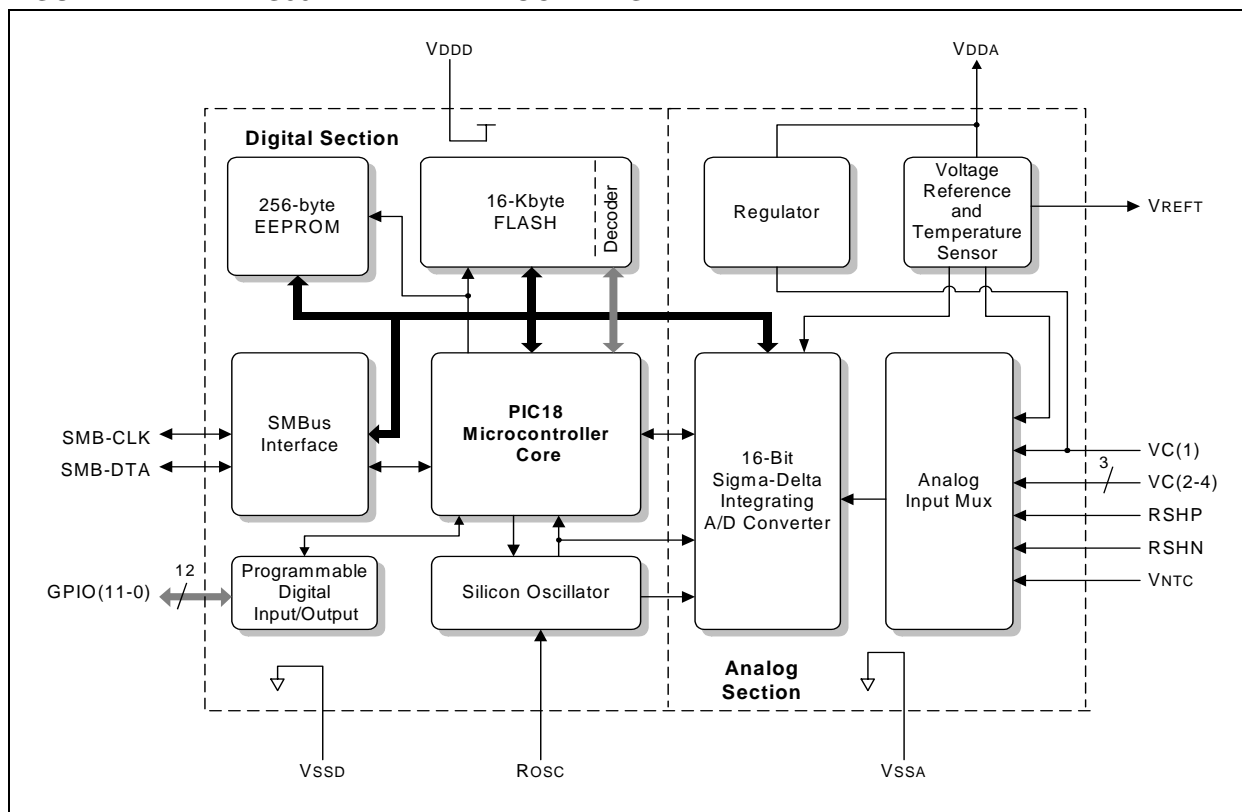 VDDD
VDDA
Digital Section
256-byte
EEPROM
16-Kbyte
FLASH
Decoder
Regulator
Voltage
Reference
and
Temperature
Sensor
VREFT
SMBus
Interface
PIC18
Microcontroller
Core
16-Bit
Sigma-Delta
Integrating
A/D Converter
Analog
Input Mux
SMB-CLK
SMB-DTA
VC(1)
3
VC(2-4)
RSHP
RSHN
VNTC
12
GPIO(11-0)
Programmable
Digital
Input/Output
Silicon Oscillator
Analog
Section
VSSD
ROSC
VSSA